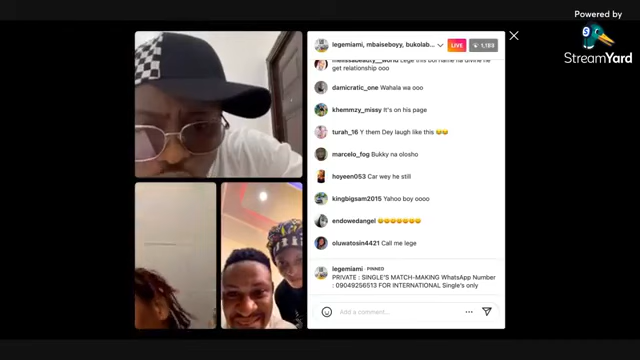 Powered by
StreamYard
legemiami, mbaiseboyy, bukolab...
LIVE
1,193
melissabeauty__world Lege this boi name na divine he
get relationship ooo
damicratic_one Wahala wa ooo
khemmzy_missy It's on his page
turah_16 Y them Dey laugh like this 😂😂
marcelo_fog Bukky na olosho
hoyeen053 Car wey he still
kingbigsam2015 Yahoo boy oooo
endowedangel 😂😂😂😂😂😂
oluwatosin4421 Call me lege
legemiami PINNED
PRIVATE : SINGLE'S MATCH-MAKING WhatsApp Number
: 09049256513 FOR INTERNATIONAL Single's only
Add a comment...